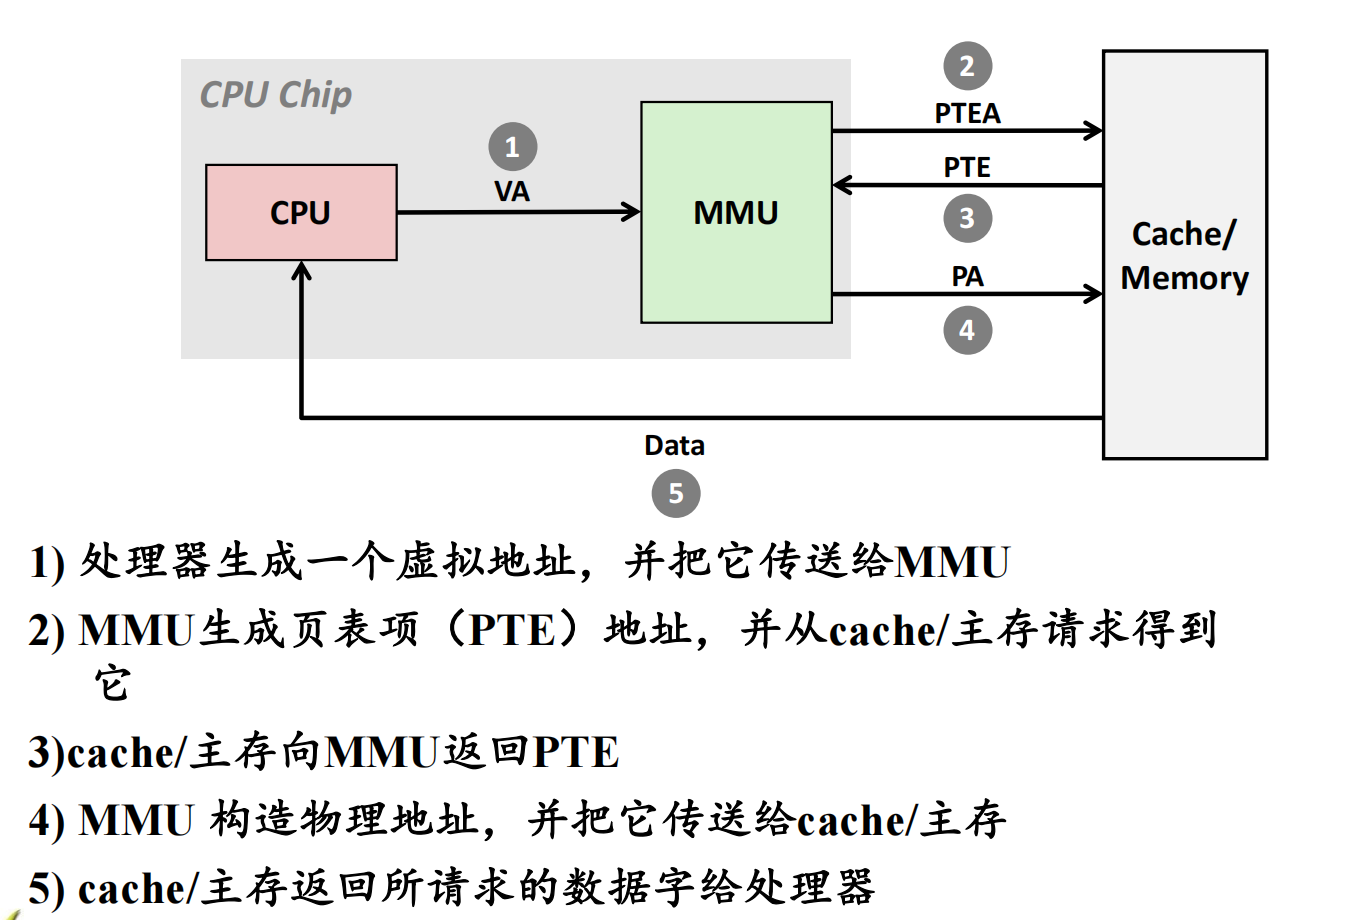 CPU Chip
2
PTEA
1
VA
PTE
CPU
MMU
3
Cache/
Memory
PA
4
Data
5
1) 处理器生成一个虚拟地址，并把它传送给MMU
2) MMU生成页表项（PTE）地址，并从cache/主存请求得到
它
3)cache/主存向MMU返回PTE
4) MMU 构造物理地址，并把它传送给cache/主存
5) cache/主存返回所请求的数据字给处理器